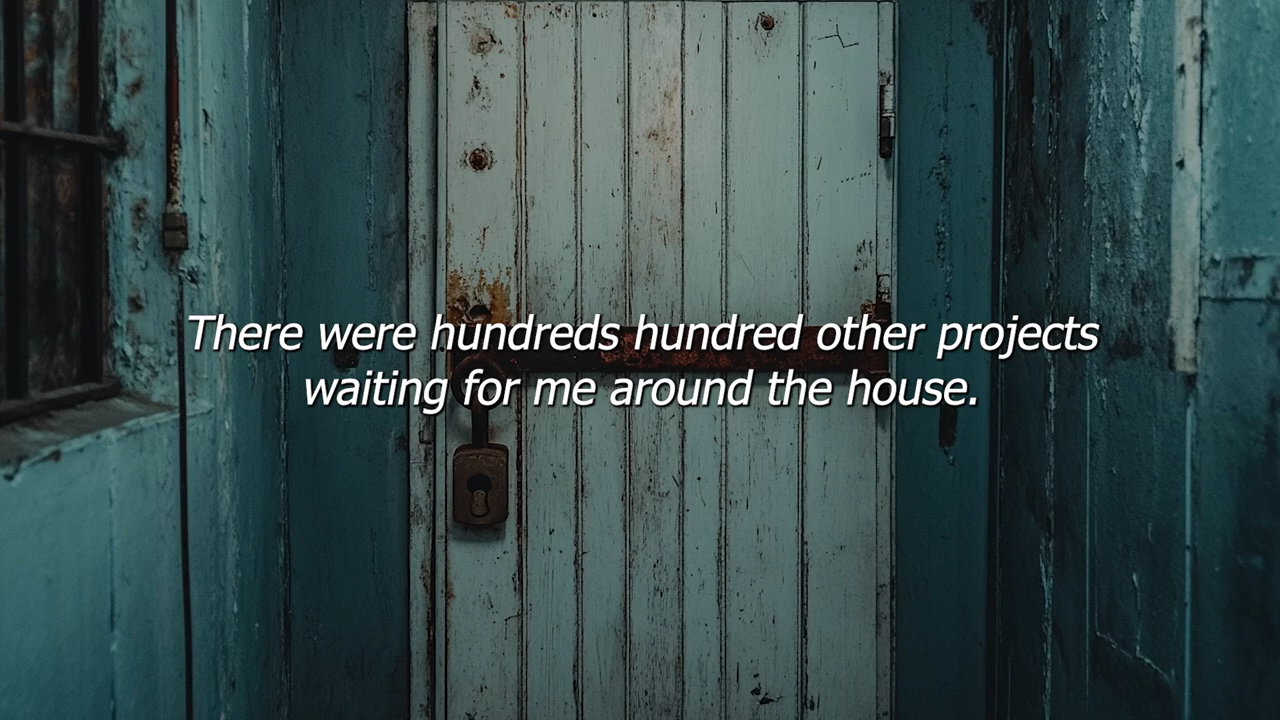 There were hundreds hundred other projects
waiting for me around the house.